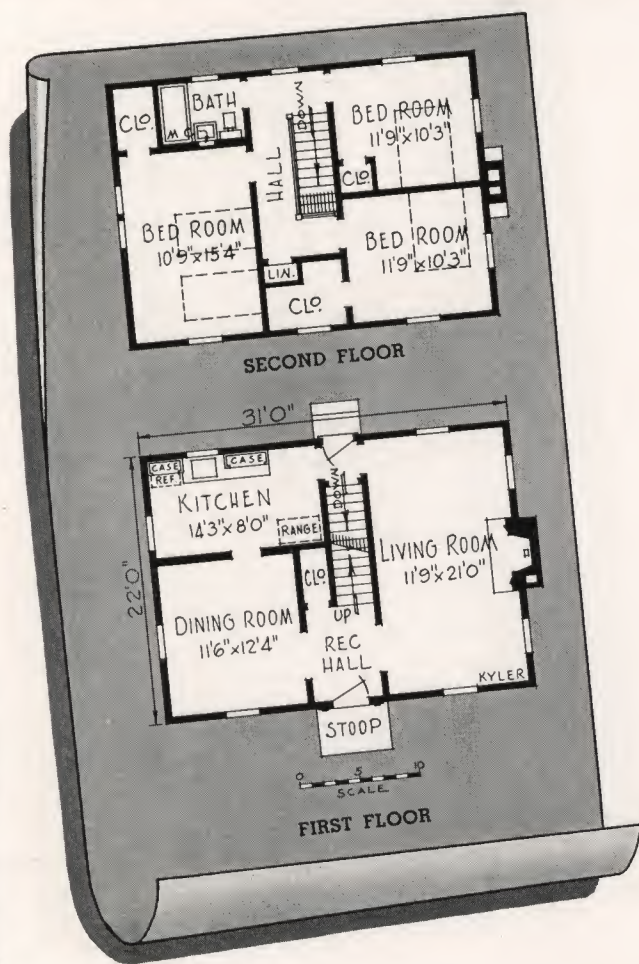 BATH
CLO.
M.C.
DOWN
BED ROOM
11'9"x10'3"
HALL
CLO.
BED ROOM
10'9"x15'4"
BED ROOM
11'9"x10'3"
LIN.
CLO.
SECOND FLOOR
31'0"
CASE
REF.
CASE
KITCHEN
14'3"x8'0"
RANGE
DOWN
LIVING ROOM
11'9"x21'0"
22'0"
CLO.
DINING ROOM
11'6"x12'4"
UP
REC
HALL
KYLER
STOOP
0 5 10
SCALE
FIRST FLOOR